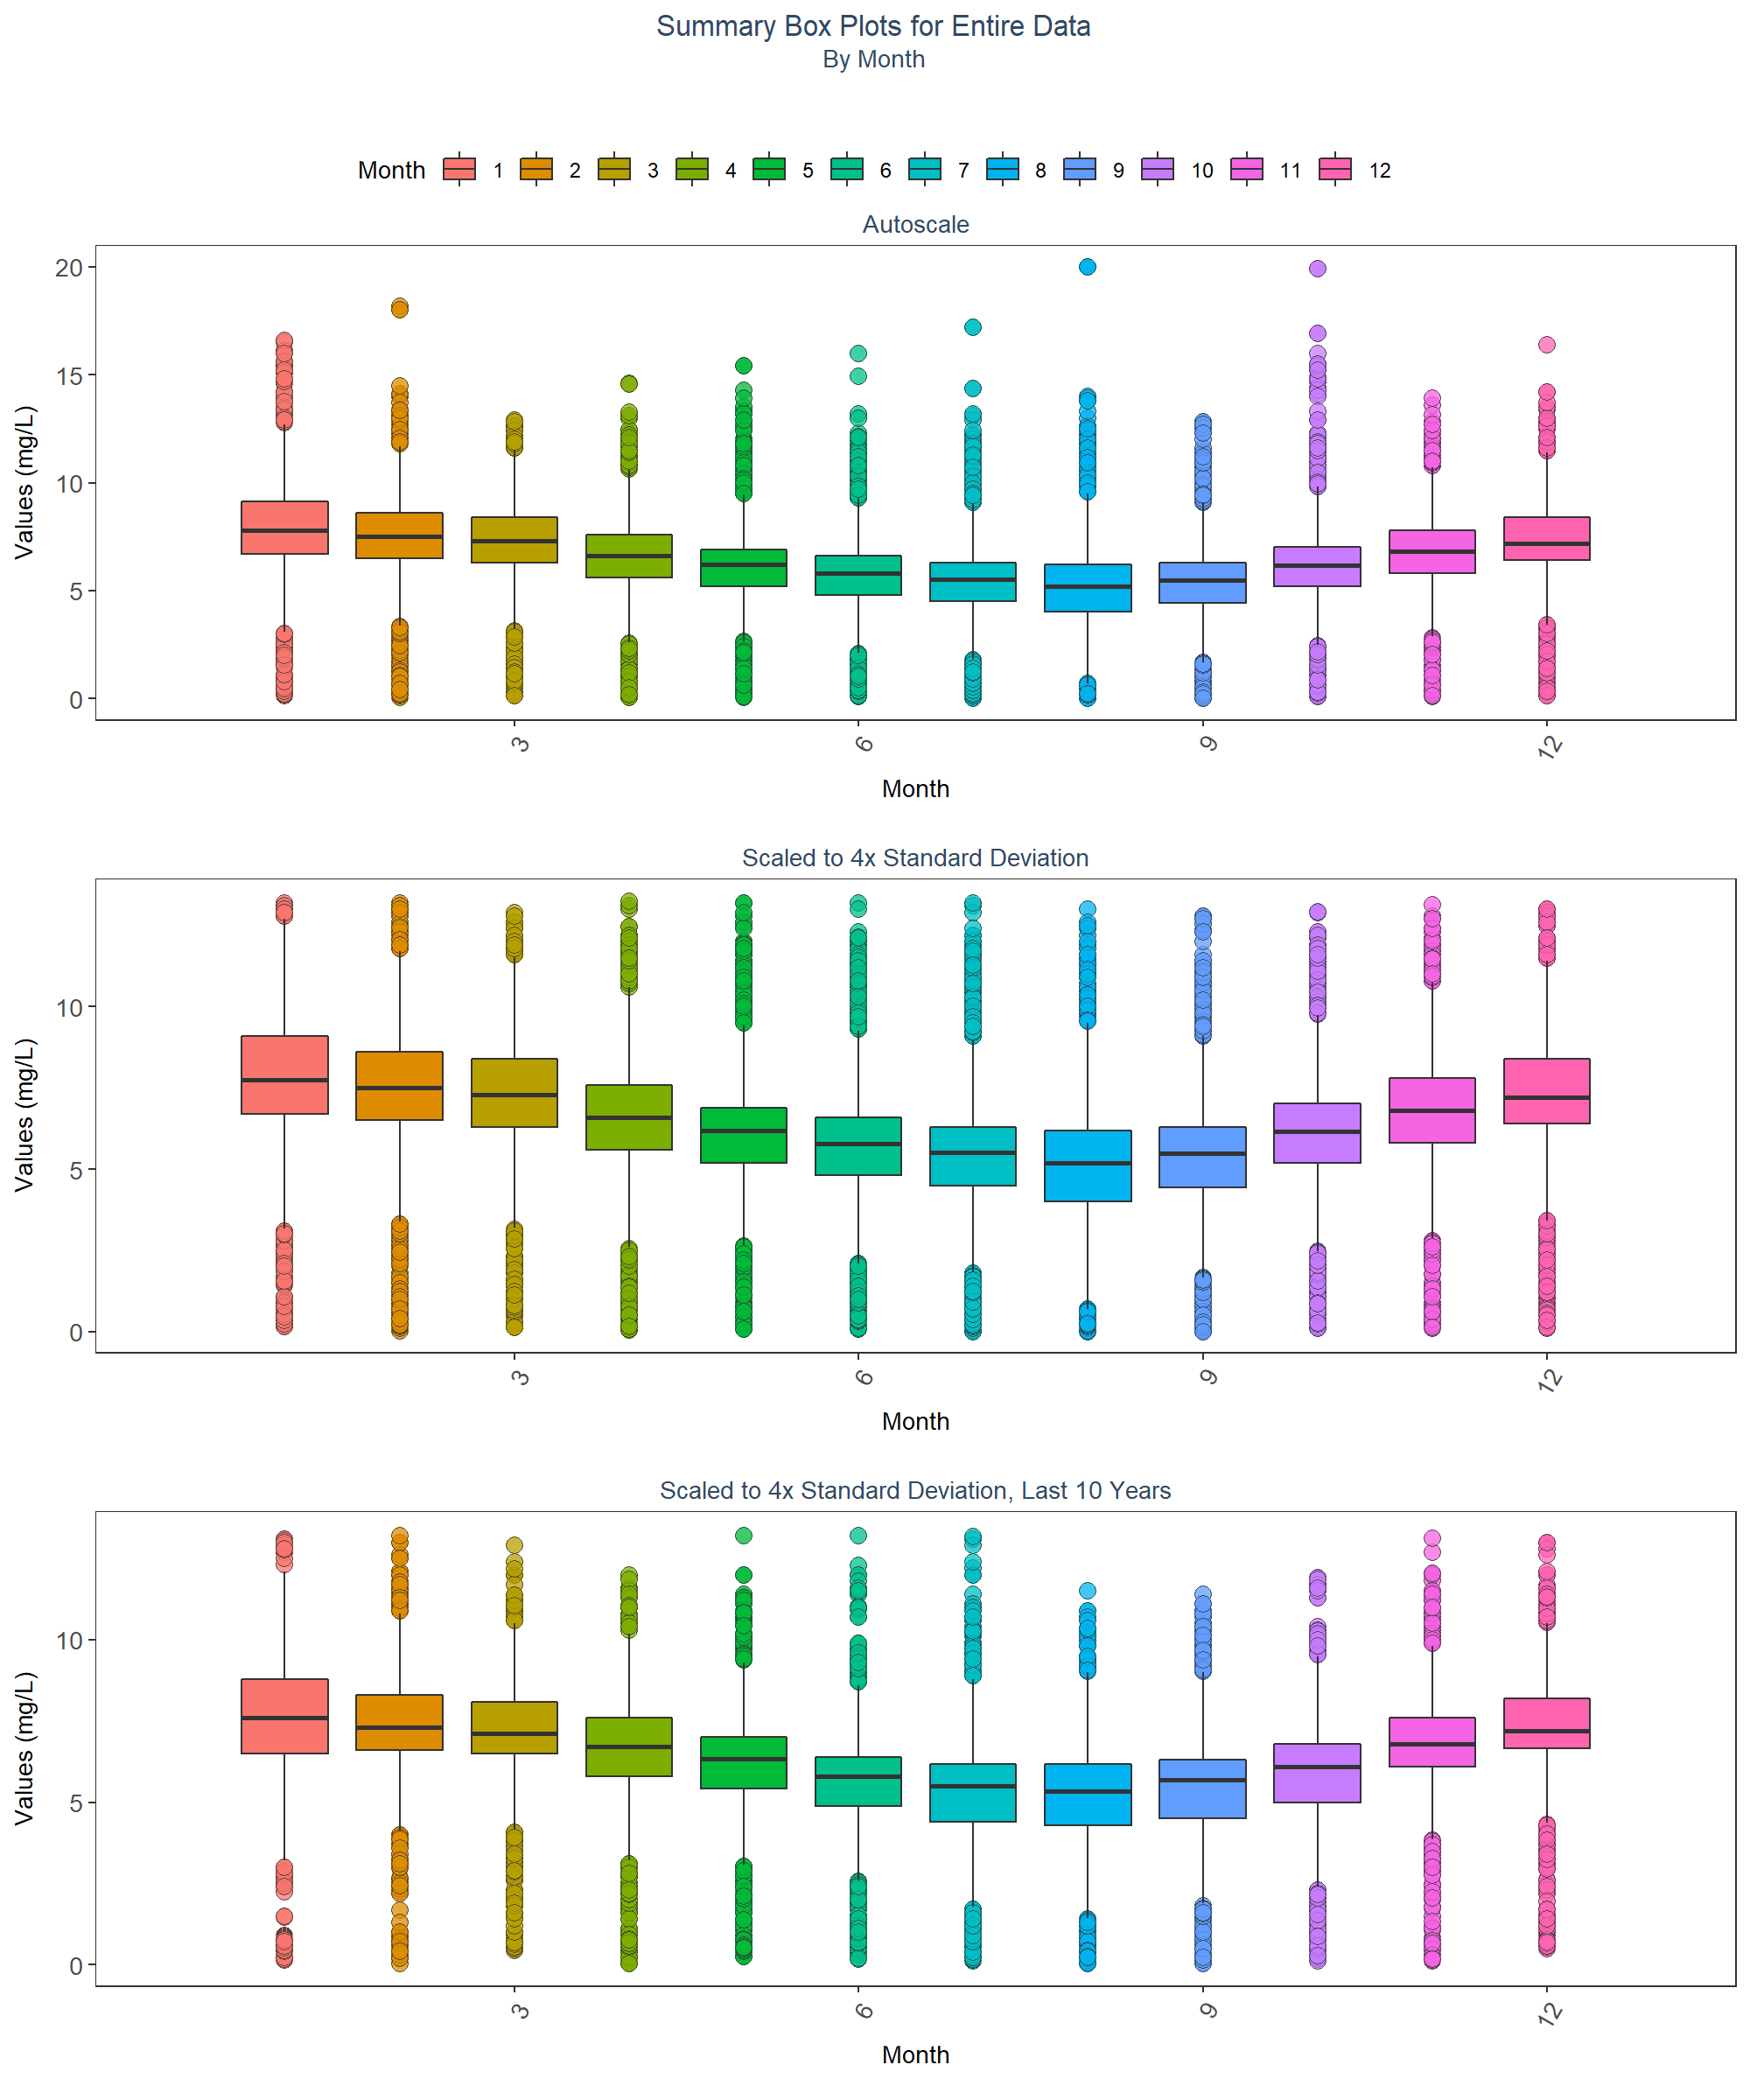 Summary Box Plots for Entire Data
By Month
Month 1 2 3 4 5 6 7 8 9 10 11 12
Autoscale
Values (mg/L)
20
15
10
5
0
3 6 9 12
Month
Scaled to 4x Standard Deviation
Values (mg/L)
10
5
0
3 6 9 12
Month
Scaled to 4x Standard Deviation, Last 10 Years
Values (mg/L)
10
5
0
3 6 9 12
Month